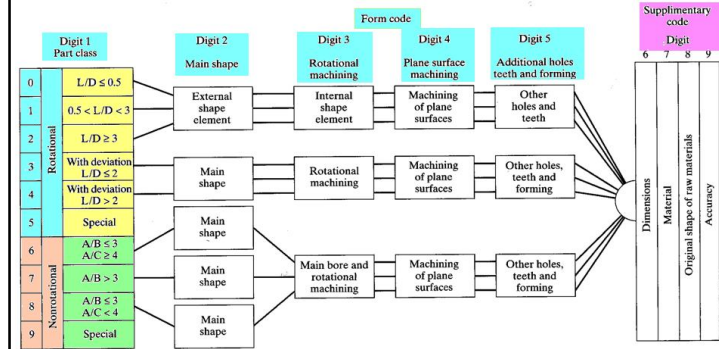 Form code
Supplimentary
code
Digit
6 7 8 9
Digit 1
Part class
Digit 2
Main shape
Digit 3
Rotational
machining
Digit 4
Plane surface
machining
Digit 5
Additional holes
teeth and forming
Rotational
0
L/D ≤ 0.5
1
0.5 < L/D < 3
2
L/D ≥ 3
3
With deviation
L/D ≤ 2
4
With deviation
L/D > 2
5
Special
Nonrotational
6
A/B ≤ 3
A/C ≥ 4
7
A/B > 3
8
A/B ≤ 3
A/C < 4
9
Special
External
shape
element
Internal
shape
element
Machining
of plane
surfaces
Other
holes and
teeth
Main
shape
Rotational
machining
Machining
of plane
surfaces
Other holes,
teeth and
forming
Main
shape
Main
shape
Main
shape
Main bore and
rotational
machining
Machining
of plane
surfaces
Other holes,
teeth and
forming
Dimensions
Material
Original shape of raw materials
Accuracy